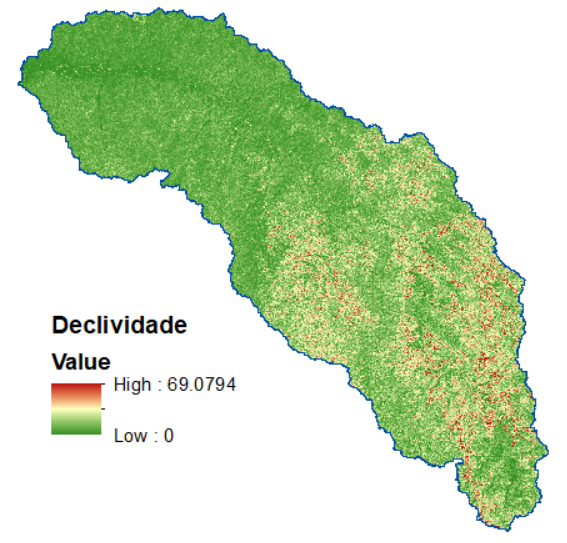 Declividade
Value
High : 69.0794
Low : 0